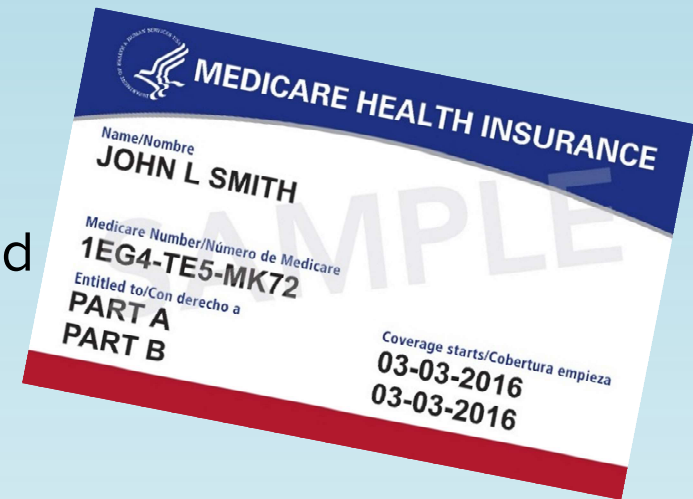 MEDICARE HEALTH INSURANCE
Name/Nombre
JOHN L SMITH
Medicare Number/Número de Medicare
1EG4-TE5-MK72
Entitled to/Con derecho a
PART A
PART B
Coverage starts/Cobertura empieza
03-03-2016
03-03-2016
SAMPLE
d